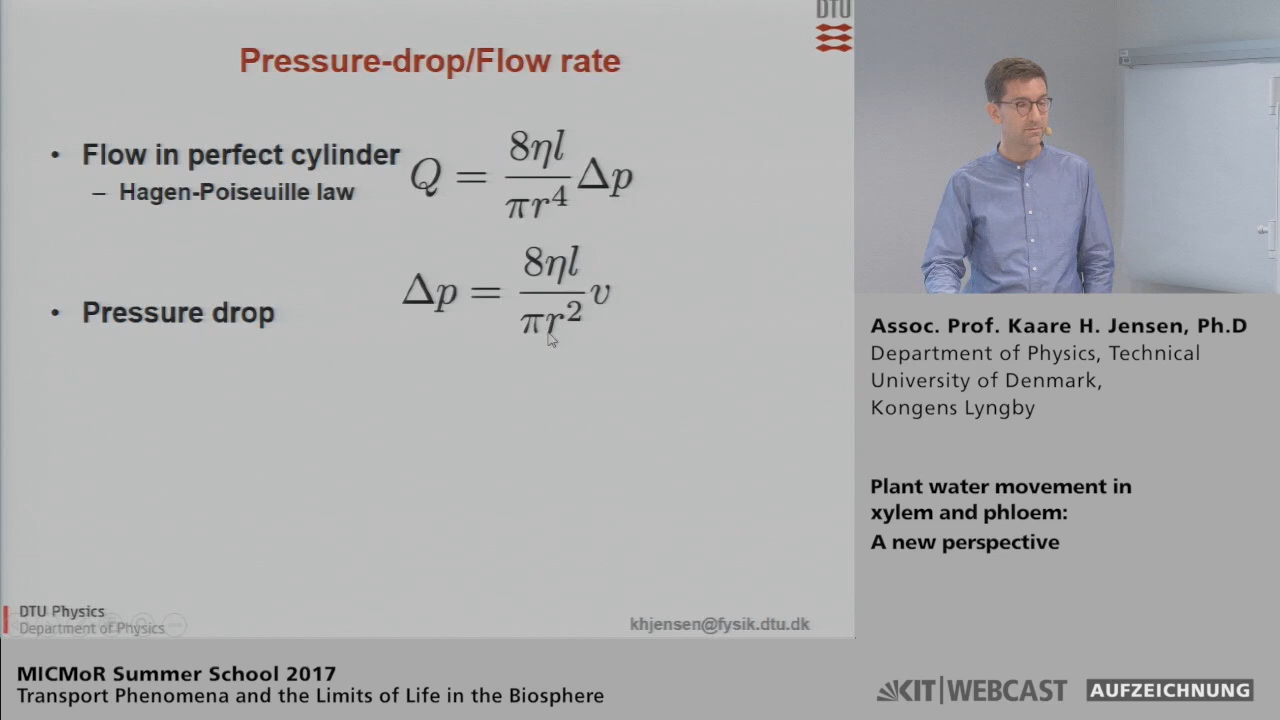 DTU
Pressure-drop/Flow rate
• Flow in perfect cylinder
– Hagen-Poiseuille law
Q = 8ηl/πr⁴ Δp
• Pressure drop
Δp = 8ηl/πr² v
DTU Physics
Department of Physics
khjensen@fysik.dtu.dk
Assoc. Prof. Kaare H. Jensen, Ph.D
Department of Physics, Technical
University of Denmark,
Kongens Lyngby
Plant water movement in
xylem and phloem:
A new perspective
MICMoR Summer School 2017
Transport Phenomena and the Limits of Life in the Biosphere
KIT|WEBCAST AUFZEICHNUNG